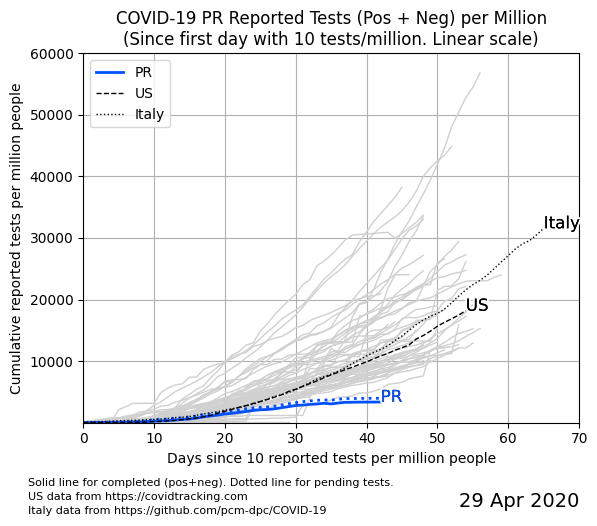 COVID-19 PR Reported Tests (Pos + Neg) per Million
(Since first day with 10 tests/million. Linear scale)
60000
50000
40000
30000
20000
10000
Cumulative reported tests per million people
PR
US
Italy
Italy
US
PR
0 10 20 30 40 50 60 70
Days since 10 reported tests per million people
Solid line for completed (pos+neg). Dotted line for pending tests.
US data from https://covidtracking.com
Italy data from https://github.com/pcm-dpc/COVID-19
29 Apr 2020